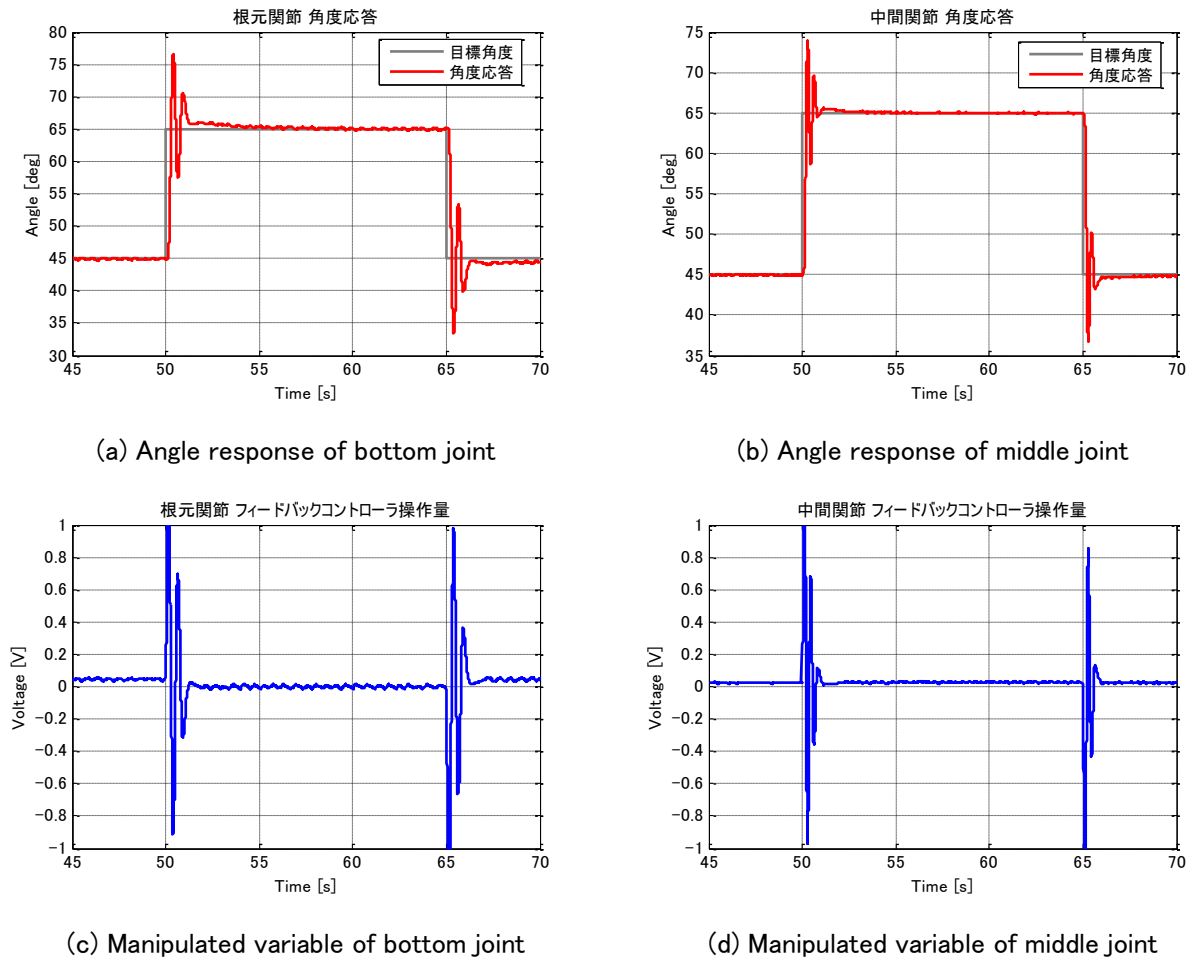 根元関節 角度応答
80
75
70
65
60
55
50
45
40
35
30
Angle [deg]
目標角度
角度応答
45 50 55 60 65 70
Time [s]
(a) Angle response of bottom joint
中間関節 角度応答
75
70
65
60
55
50
45
40
35
Angle [deg]
目標角度
角度応答
45 50 55 60 65 70
Time [s]
(b) Angle response of middle joint
根元関節 フィードバックコントローラ操作量
1
0.8
0.6
0.4
0.2
0
-0.2
-0.4
-0.6
-0.8
-1
Voltage [V]
45 50 55 60 65 70
Time [s]
(c) Manipulated variable of bottom joint
中間関節 フィードバックコントローラ操作量
1
0.8
0.6
0.4
0.2
0
-0.2
-0.4
-0.6
-0.8
-1
Voltage [V]
45 50 55 60 65 70
Time [s]
(d) Manipulated variable of middle joint